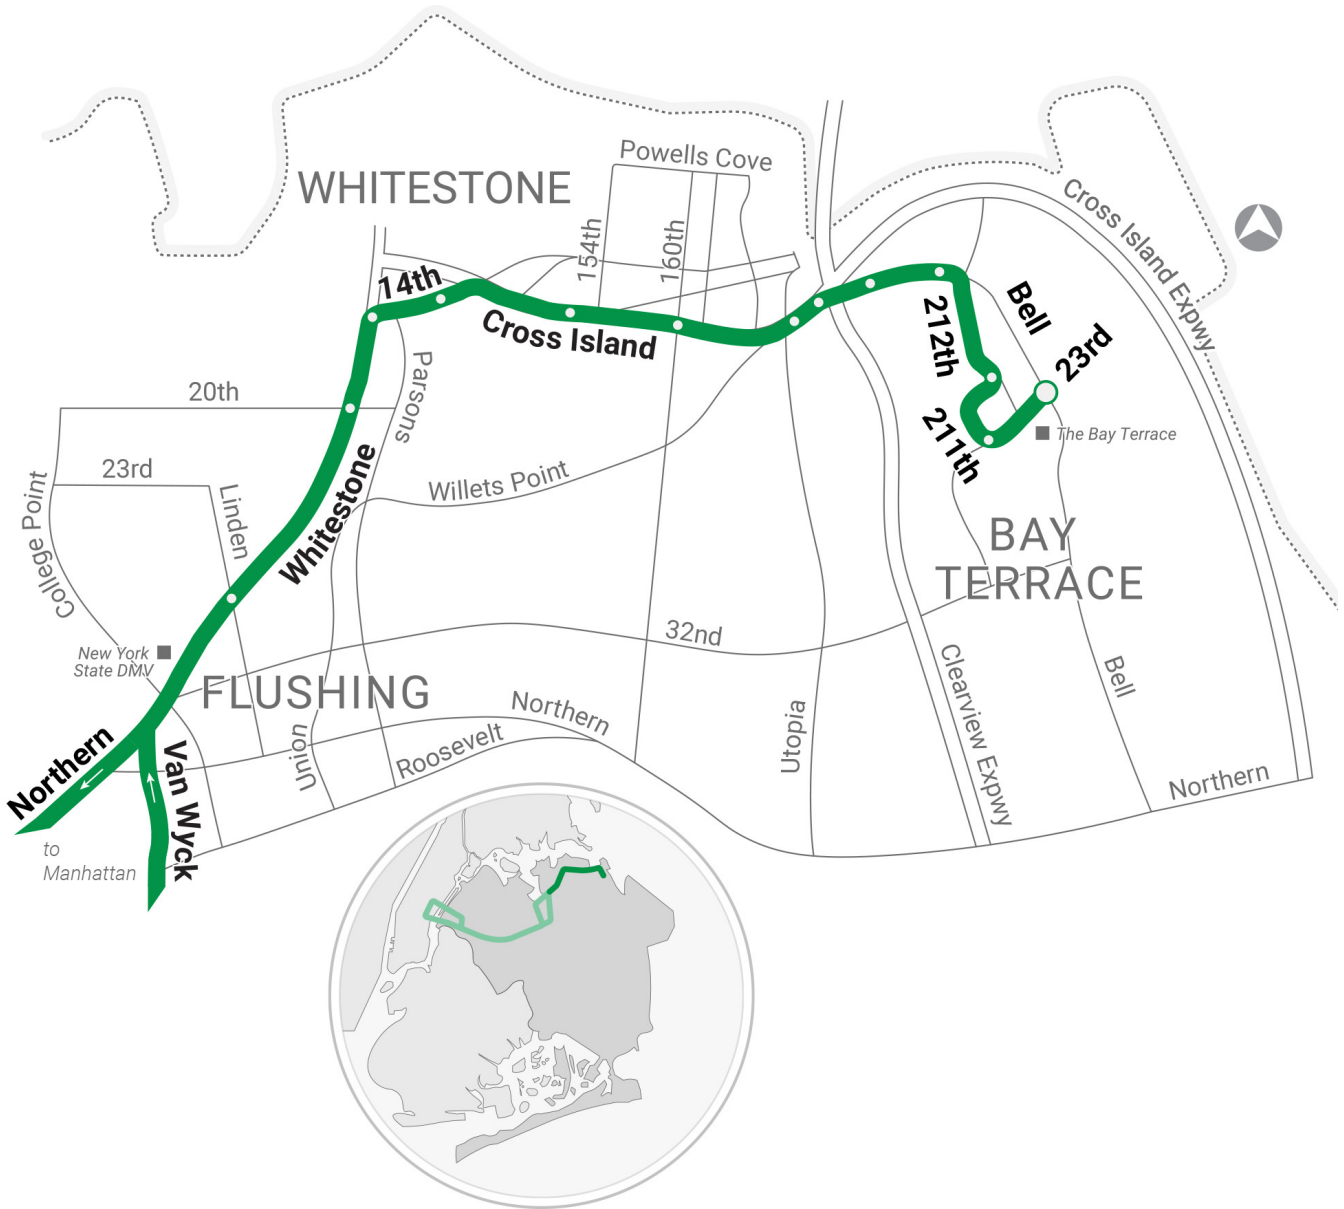 Powells Cove
WHITESTONE
154th
160th
Cross Island Expwy
14th
Cross Island
Bell
212th
23rd
Parsons
20th
211th
The Bay Terrace
23rd
Whitestone
Willets Point
College Point
Linden
BAY
TERRACE
32nd
New York
State DMV
FLUSHING
Clearview Expwy
Bell
Northern
Utopia
Union
Roosevelt
Northern
Van Wyck
Northern
to
Manhattan